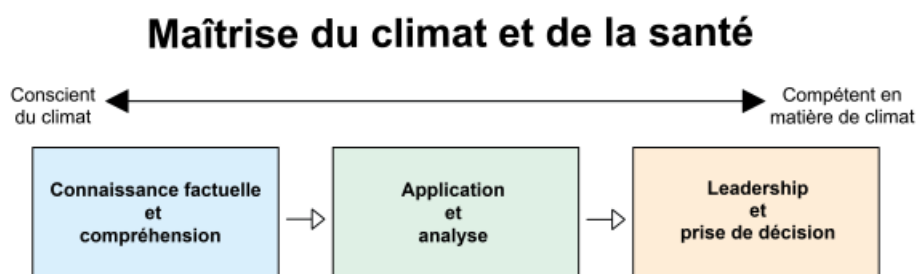 Maîtrise du climat et de la santé
Conscient
du climat
Compétent en
matière de climat
Connaissance factuelle
et
compréhension
Application
et
analyse
Leadership
et
prise de décision